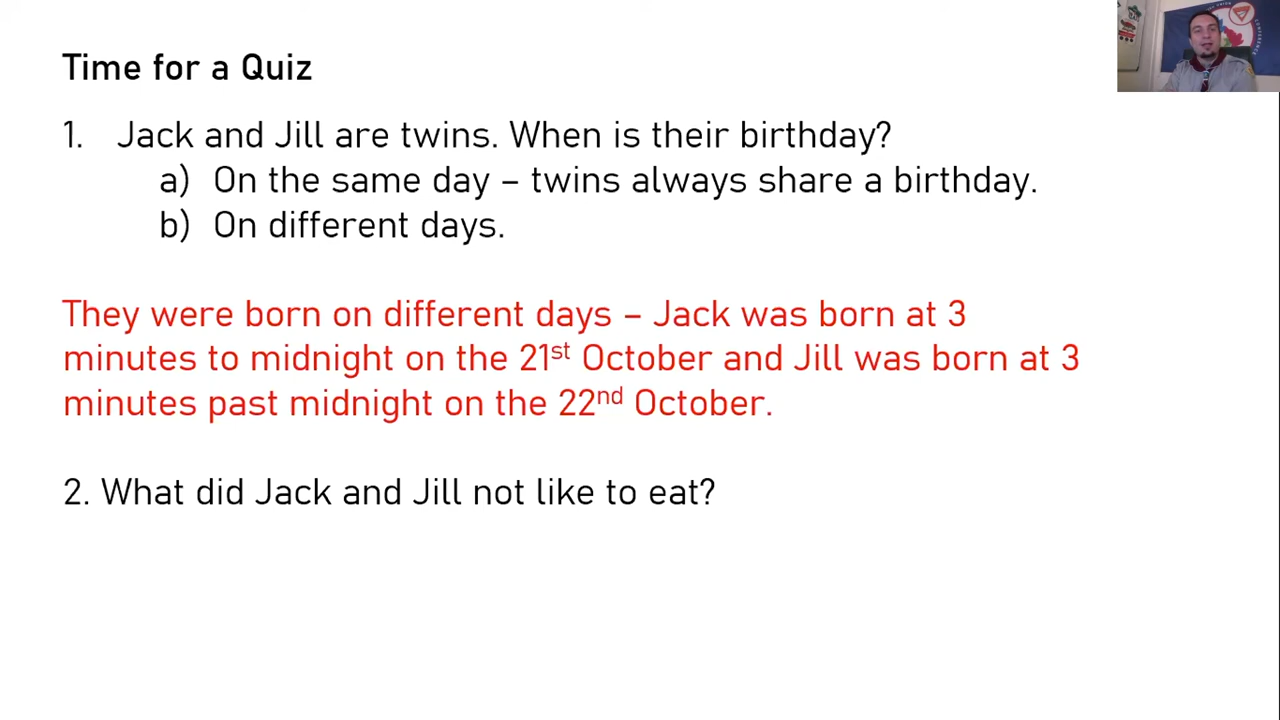 Time for a Quiz
1. Jack and Jill are twins. When is their birthday?
a) On the same day – twins always share a birthday.
b) On different days.
They were born on different days – Jack was born at 3
minutes to midnight on the 21st October and Jill was born at 3
minutes past midnight on the 22nd October.
2. What did Jack and Jill not like to eat?